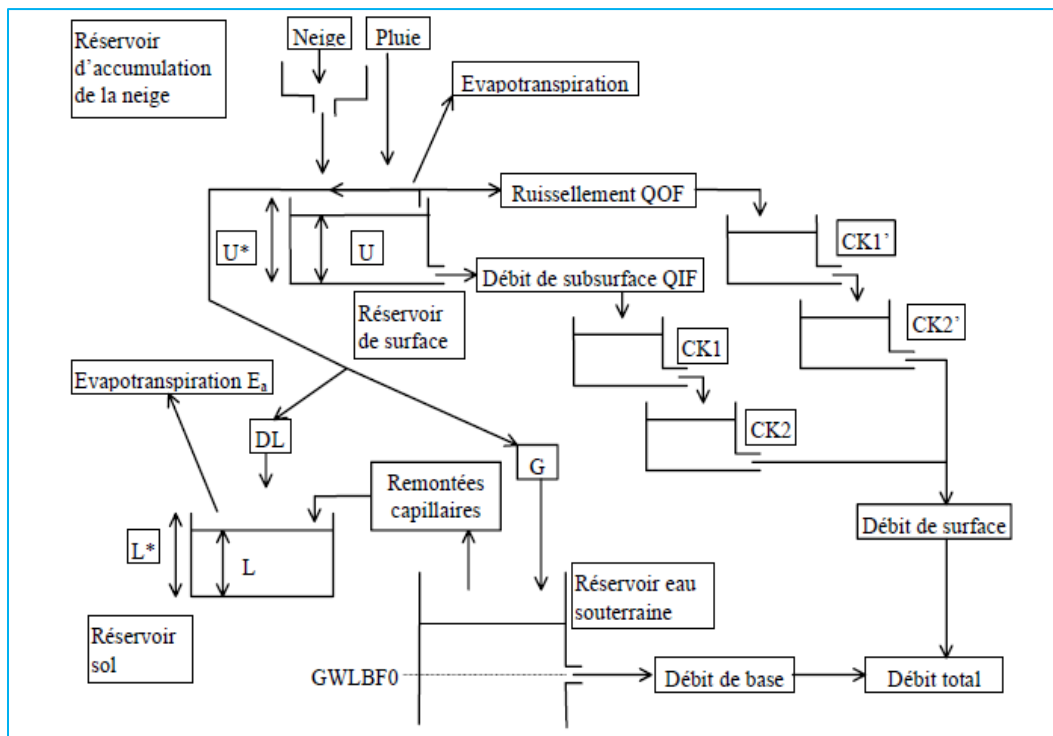 Réservoir
d'accumulation
de la neige
Neige
Pluie
Evapotranspiration
Ruissellement QOF
U*
U
CK1'
Débit de subsurface QIF
Réservoir
de surface
CK2'
CK1
Evapotranspiration Ea
DL
CK2
G
Remontées
capillaires
L*
L
Débit de surface
Réservoir eau
souterraine
Réservoir
sol
GWLBF0
Débit de base
Débit total